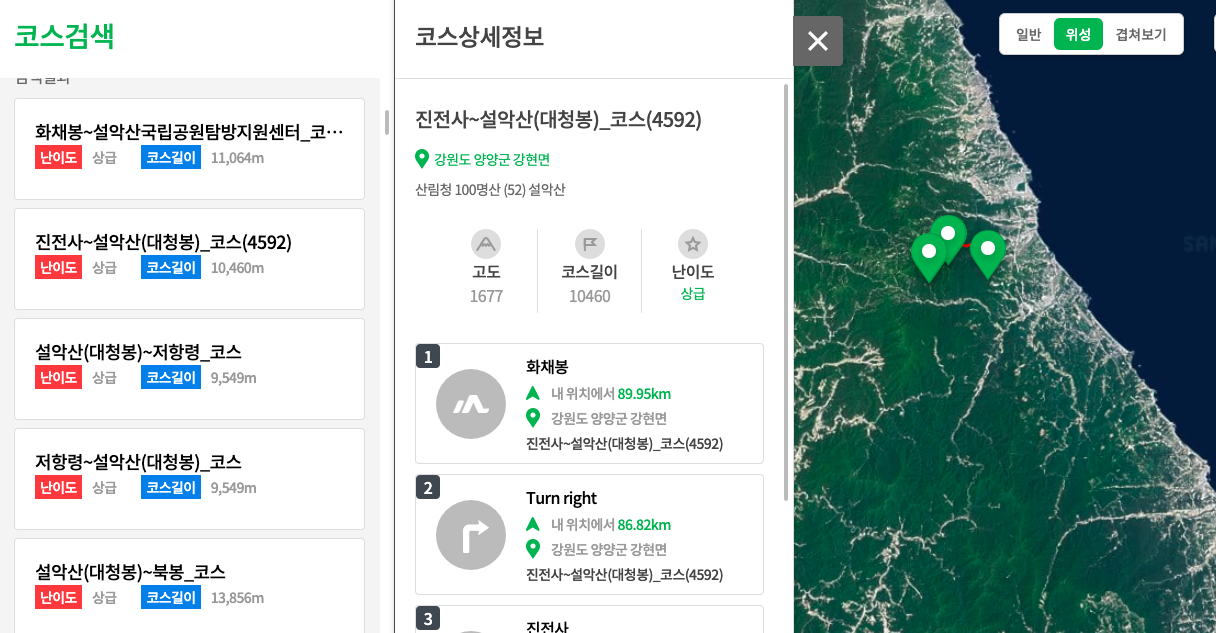 코스검색
검색결과
화채봉~설악산국립공원탐방지원센터_코…
난이도 상급 코스길이 11,064m
진전사~설악산(대청봉)_코스(4592)
난이도 상급 코스길이 10,460m
설악산(대청봉)~저항령_코스
난이도 상급 코스길이 9,549m
저항령~설악산(대청봉)_코스
난이도 상급 코스길이 9,549m
설악산(대청봉)~북봉_코스
난이도 상급 코스길이 13,856m
코스상세정보
진전사~설악산(대청봉)_코스(4592)
강원도 양양군 강현면
산림청 100명산 (52) 설악산
고도 코스길이 난이도
1677 10460 상급
1
화채봉
내 위치에서 89.95km
강원도 양양군 강현면
진전사~설악산(대청봉)_코스(4592)
2
Turn right
내 위치에서 86.82km
강원도 양양군 강현면
진전사~설악산(대청봉)_코스(4592)
3
진전사
일반 위성 겹쳐보기